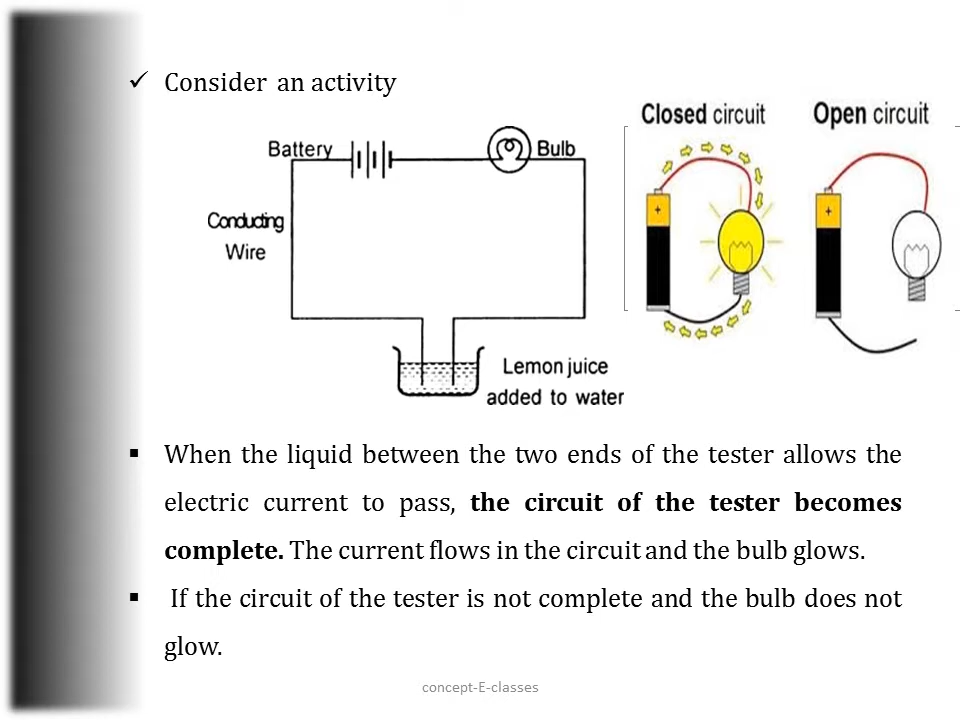 ✓ Consider an activity
Closed circuit
Open circuit
Battery
Bulb
Conducting
Wire
+
+
Lemon juice
added to water
▪ When the liquid between the two ends of the tester allows the
electric current to pass, the circuit of the tester becomes
complete. The current flows in the circuit and the bulb glows.
▪ If the circuit of the tester is not complete and the bulb does not
glow.
concept-E-classes